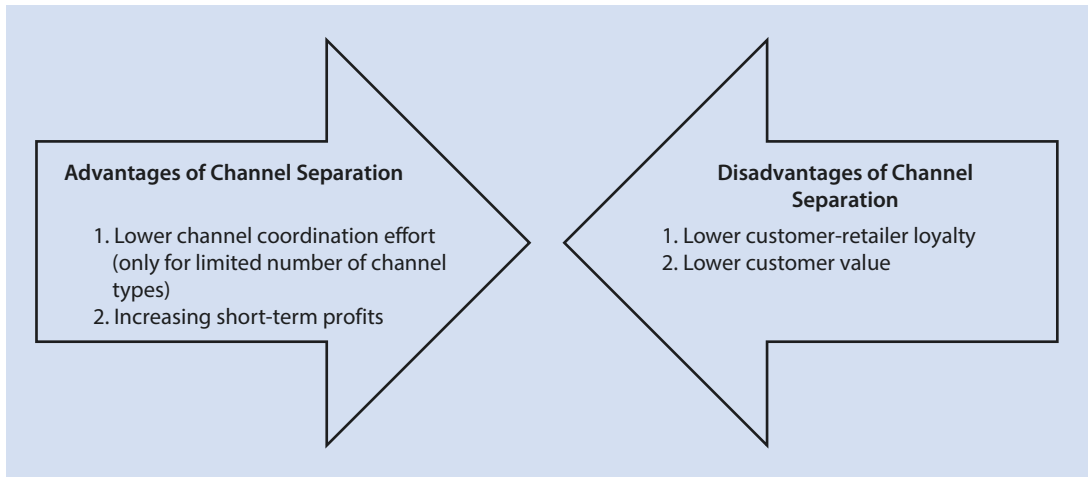 Advantages of Channel Separation
1. Lower channel coordination effort
(only for limited number of channel
types)
2. Increasing short-term profits
Disadvantages of Channel
Separation
1. Lower customer-retailer loyalty
2. Lower customer value